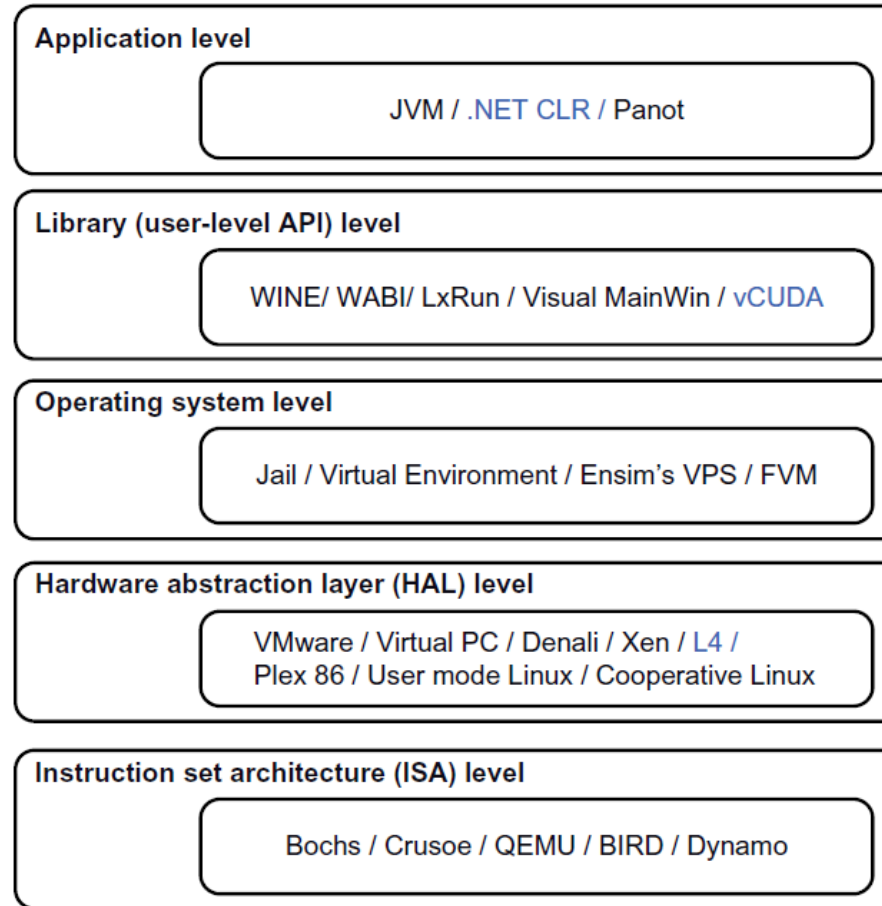 Application level
JVM / .NET CLR / Panot
Library (user-level API) level
WINE/ WABI/ LxRun / Visual MainWin / vCUDA
Operating system level
Jail / Virtual Environment / Ensim's VPS / FVM
Hardware abstraction layer (HAL) level
VMware / Virtual PC / Denali / Xen / L4 /
Plex 86 / User mode Linux / Cooperative Linux
Instruction set architecture (ISA) level
Bochs / Crusoe / QEMU / BIRD / Dynamo